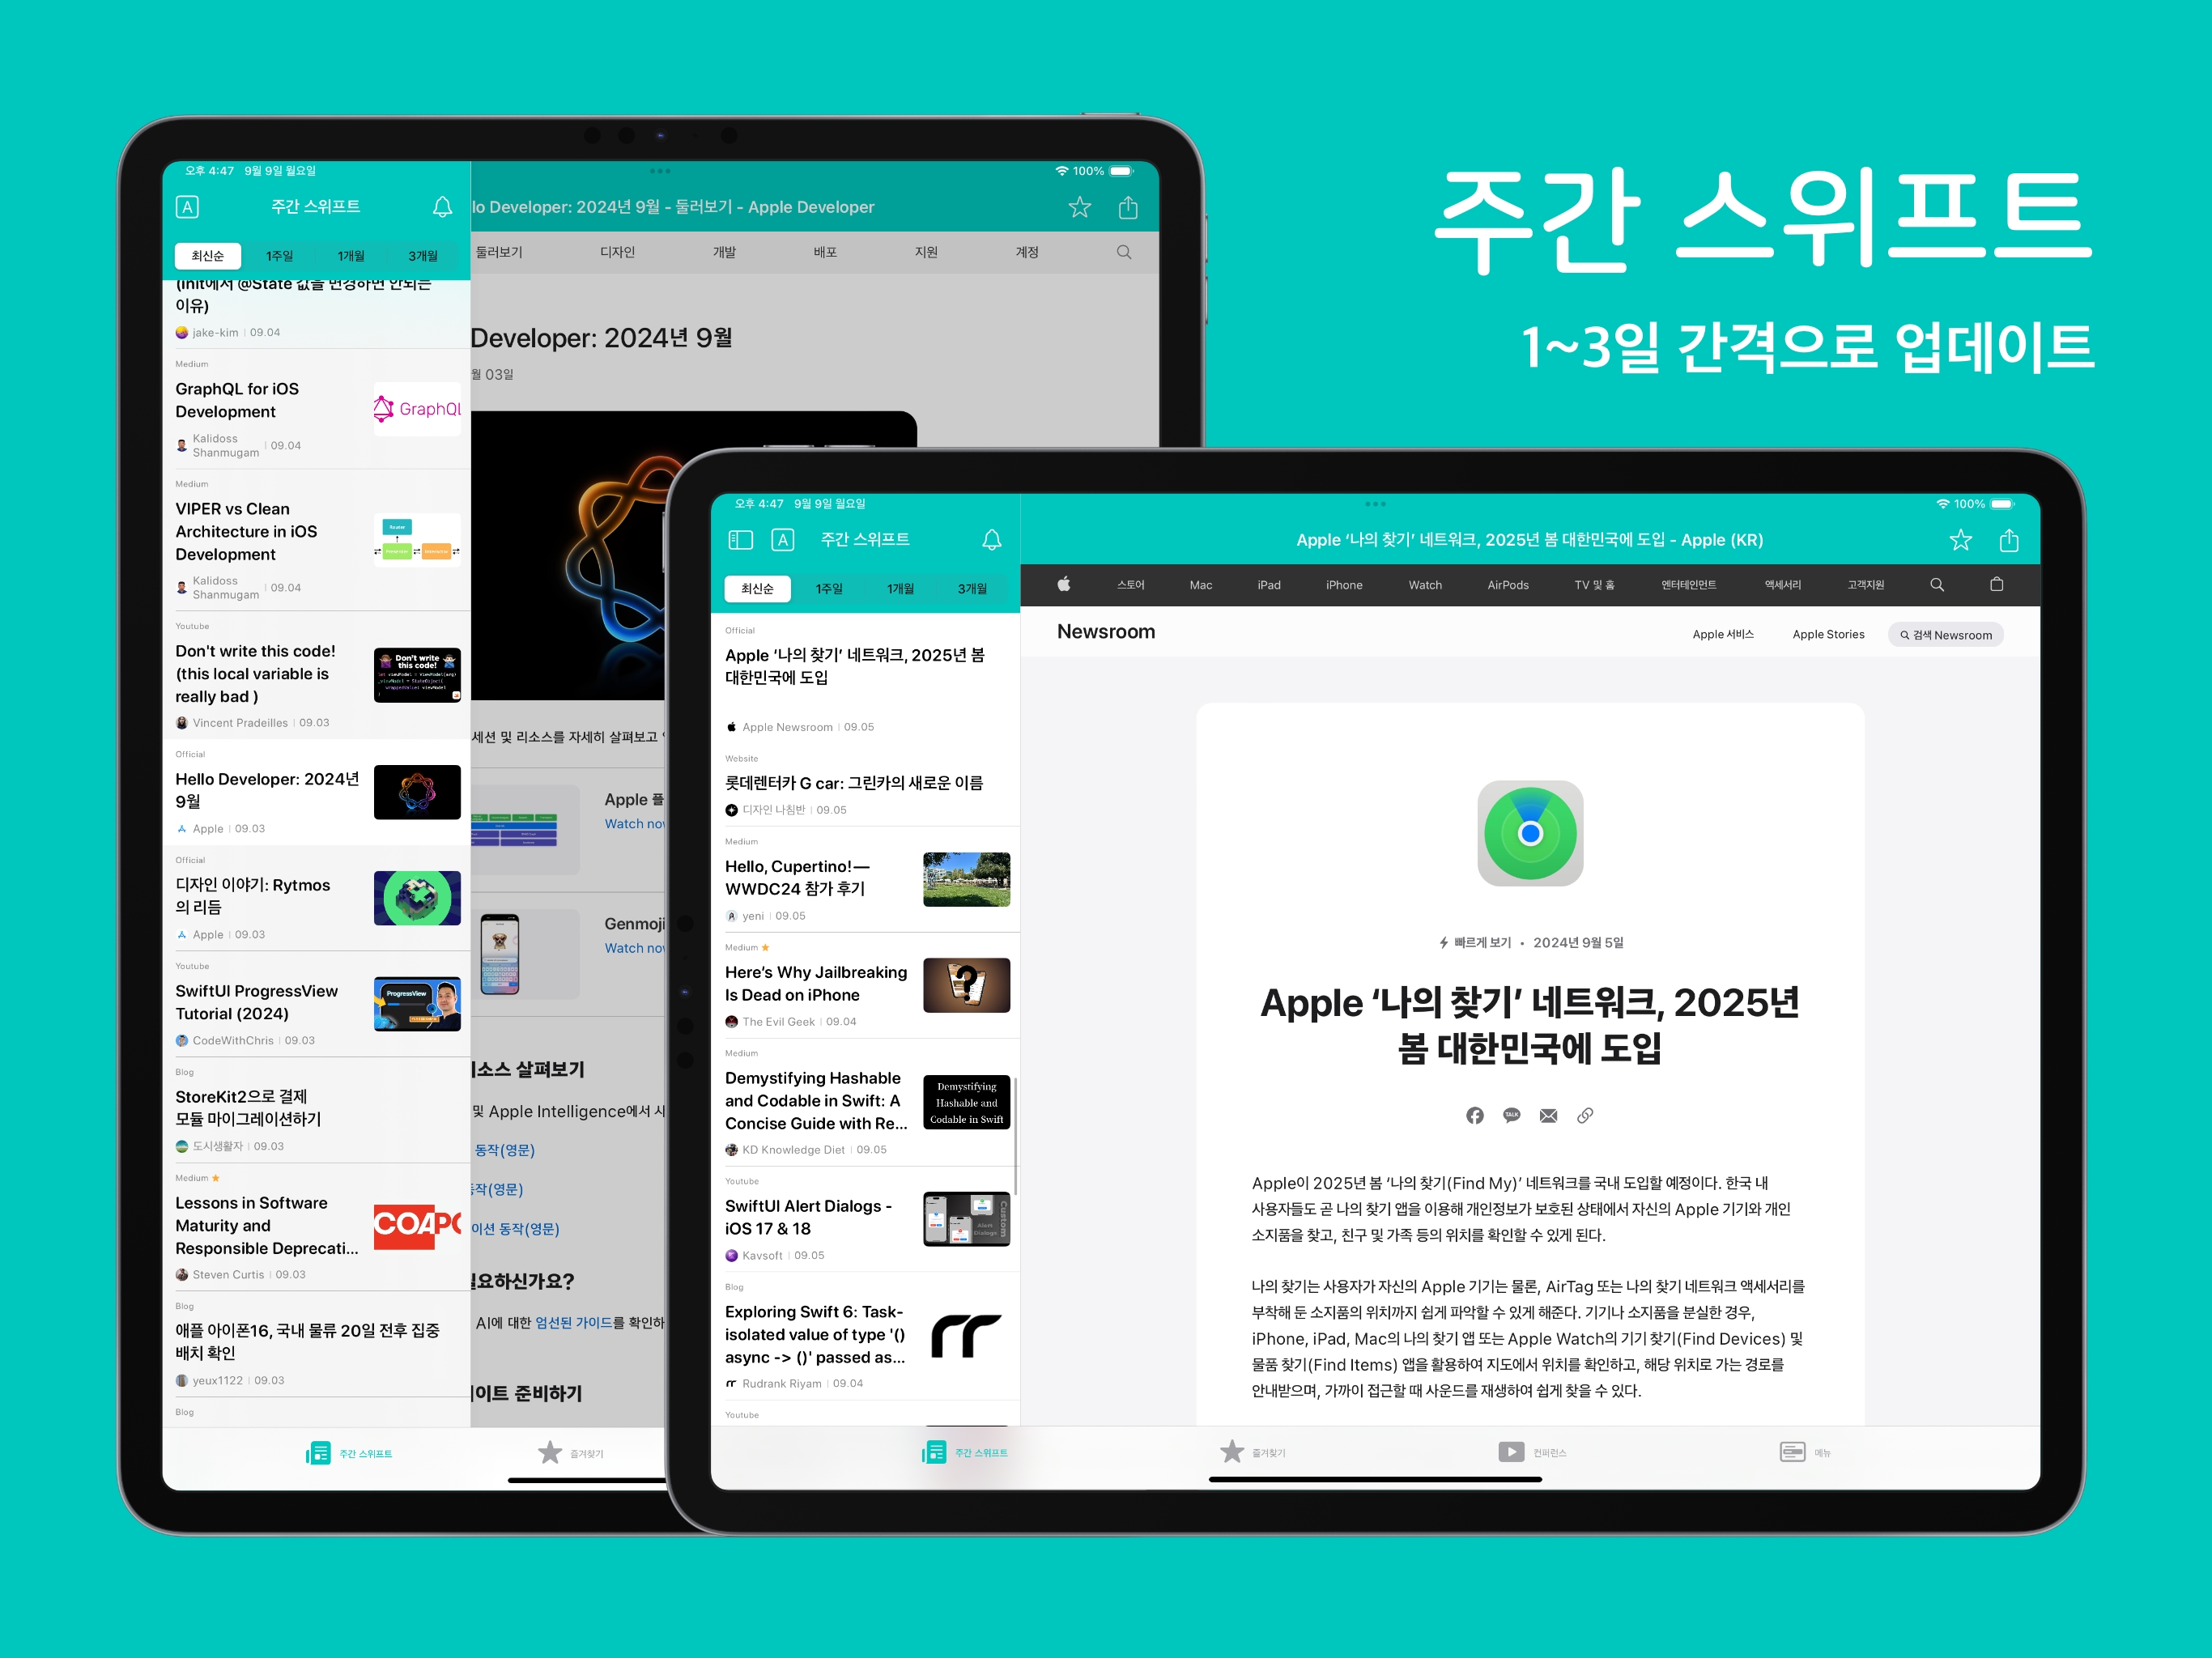 주간 스위프트
1~3일 간격으로 업데이트
오후 4:47 9월 9일 월요일
100%
A
주간 스위프트
lo Developer: 2024년 9월 - 둘러보기 - Apple Developer
최신순 1주일 1개월 3개월
둘러보기 디자인 개발 배포 지원 계정
(init에서 @State 값을 변경하면 안되는
이유)
jake-kim | 09.04
Medium
GraphQL for iOS
Development
GraphQL
Kalidoss
Shanmugam | 09.04
Medium
VIPER vs Clean
Architecture in iOS
Development
Router
Kalidoss
Shanmugam | 09.04
Youtube
Don't write this code!
(this local variable is
really bad )
Don't write
this code!
Vincent Pradeilles | 09.03
Official
Hello Developer: 2024년
9월
Apple | 09.03
Official
디자인 이야기: Rytmos
의 리듬
Apple | 09.03
Youtube
SwiftUI ProgressView
Tutorial (2024)
ProgressView
CodeWithChris | 09.03
Blog
StoreKit2으로 결제
모듈 마이그레이션하기
도시생활자 | 09.03
Medium
Lessons in Software
Maturity and
Responsible Deprecati...
COAPO
Steven Curtis | 09.03
Blog
애플 아이폰16, 국내 물류 20일 전후 집중
배치 확인
yeux1122 | 09.03
Blog
주간 스위프트 즐겨찾기
Developer: 2024년 9월
월 03일
세션 및 리소스를 자세히 살펴보고
Apple 플
Watch now
Genmoji
Watch now
소스 살펴보기
및 Apple Intelligence에서 시
동작(영문)
동작(영문)
이션 동작(영문)
필요하신가요?
AI에 대한 엄선된 가이드를 확인하
이트 준비하기
오후 4:47 9월 9일 월요일
100%
A
주간 스위프트
Apple ‘나의 찾기’ 네트워크, 2025년 봄 대한민국에 도입 - Apple (KR)
최신순 1주일 1개월 3개월
스토어 Mac iPad iPhone Watch AirPods TV 및 홈 엔터테인먼트 액세서리 고객지원
Official
Apple ‘나의 찾기’ 네트워크, 2025년 봄
대한민국에 도입
Apple Newsroom | 09.05
Website
롯데렌터카 G car: 그린카의 새로운 이름
디자인 나침반 | 09.05
Medium
Hello, Cupertino!—
WWDC24 참가 후기
yeni | 09.05
Medium
Here’s Why Jailbreaking
Is Dead on iPhone
The Evil Geek | 09.04
Medium
Demystifying Hashable
and Codable in Swift: A
Concise Guide with Re...
Demystifying
Hashable and
Codable in Swift
KD Knowledge Diet | 09.05
Youtube
SwiftUI Alert Dialogs -
iOS 17 & 18
Custom
Alert
Dialogs
Kavsoft | 09.05
Blog
Exploring Swift 6: Task-
isolated value of type '()
async -> ()' passed as...
Rudrank Riyam | 09.04
Youtube
Newsroom
Apple 서비스 Apple Stories 검색 Newsroom
빠르게 보기 • 2024년 9월 5일
Apple ‘나의 찾기’ 네트워크, 2025년
봄 대한민국에 도입
TALK
Apple이 2025년 봄 ‘나의 찾기(Find My)’ 네트워크를 국내 도입할 예정이다. 한국 내
사용자들도 곧 나의 찾기 앱을 이용해 개인정보가 보호된 상태에서 자신의 Apple 기기와 개인
소지품을 찾고, 친구 및 가족 등의 위치를 확인할 수 있게 된다.
나의 찾기는 사용자가 자신의 Apple 기기는 물론, AirTag 또는 나의 찾기 네트워크 액세서리를
부착해 둔 소지품의 위치까지 쉽게 파악할 수 있게 해준다. 기기나 소지품을 분실한 경우,
iPhone, iPad, Mac의 나의 찾기 앱 또는 Apple Watch의 기기 찾기(Find Devices) 및
물품 찾기(Find Items) 앱을 활용하여 지도에서 위치를 확인하고, 해당 위치로 가는 경로를
안내받으며, 가까이 접근할 때 사운드를 재생하여 쉽게 찾을 수 있다.
주간 스위프트 즐겨찾기 컨퍼런스 메뉴